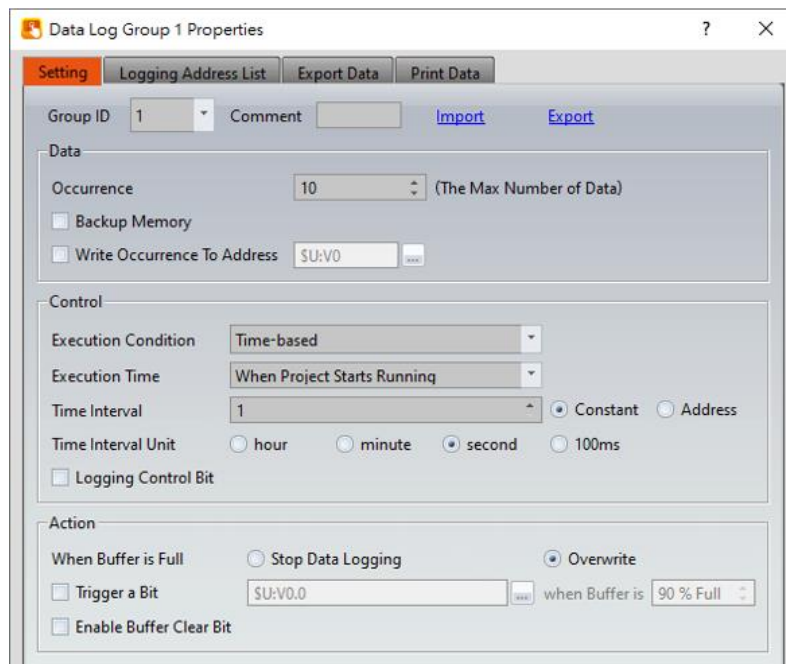 Data Log Group 1 Properties ? X
Setting Logging Address List Export Data Print Data
Group ID 1 Comment Import Export
Data
Occurrence 10 (The Max Number of Data)
Backup Memory
Write Occurrence To Address $U:V0 ...
Control
Execution Condition Time-based
Execution Time When Project Starts Running
Time Interval 1 Constant Address
Time Interval Unit hour minute second 100ms
Logging Control Bit
Action
When Buffer is Full Stop Data Logging Overwrite
Trigger a Bit $U:V0.0 ... when Buffer is 90 % Full
Enable Buffer Clear Bit